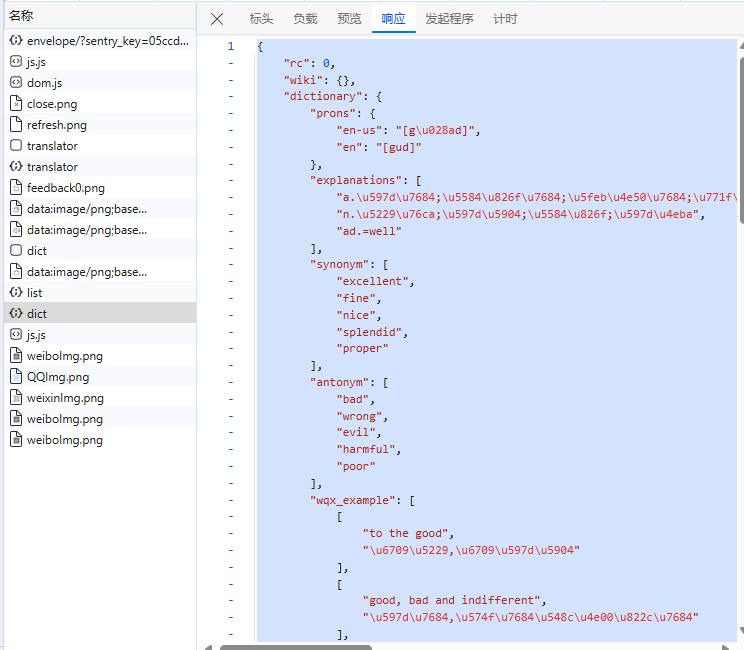 名称
envelope/?sentry_key=05ccd...
js.js
dom.js
close.png
refresh.png
translator
translator
feedback0.png
data:image/png;base...
data:image/png;base...
dict
data:image/png;base...
list
dict
js.js
weiboImg.png
QQImg.png
weixinImg.png
weiboImg.png
weiboImg.png
标头 负载 预览 响应 发起程序 计时
1 {
- "rc": 0,
- "wiki": {},
- "dictionary": {
- "prons": {
- "en-us": "[g\u028ad]",
- "en": "[gud]"
- },
- "explanations": [
- "a.\u597d\u7684;\u5584\u826f\u7684;\u5feb\u4e50\u7684;\u771f\
- "n.\u5229\u76ca;\u597d\u5904;\u5584\u826f;\u597d\u4eba",
- "ad.=well"
- ],
- "synonym": [
- "excellent",
- "fine",
- "nice",
- "splendid",
- "proper"
- ],
- "antonym": [
- "bad",
- "wrong",
- "evil",
- "harmful",
- "poor"
- ],
- "wqx_example": [
- [
- "to the good",
- "\u6709\u5229,\u6709\u597d\u5904"
- ],
- [
- "good, bad and indifferent",
- "\u597d\u7684,\u574f\u7684\u548c\u4e00\u822c\u7684"
- ],